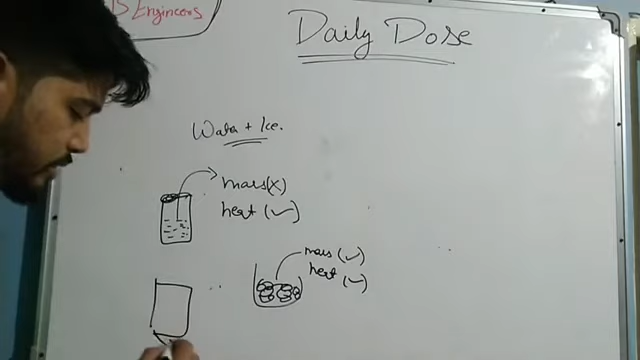 Engineers
Daily Dose
Water + Ice.
mass(x)
heat (✓)
mass (✓)
heat (✓)